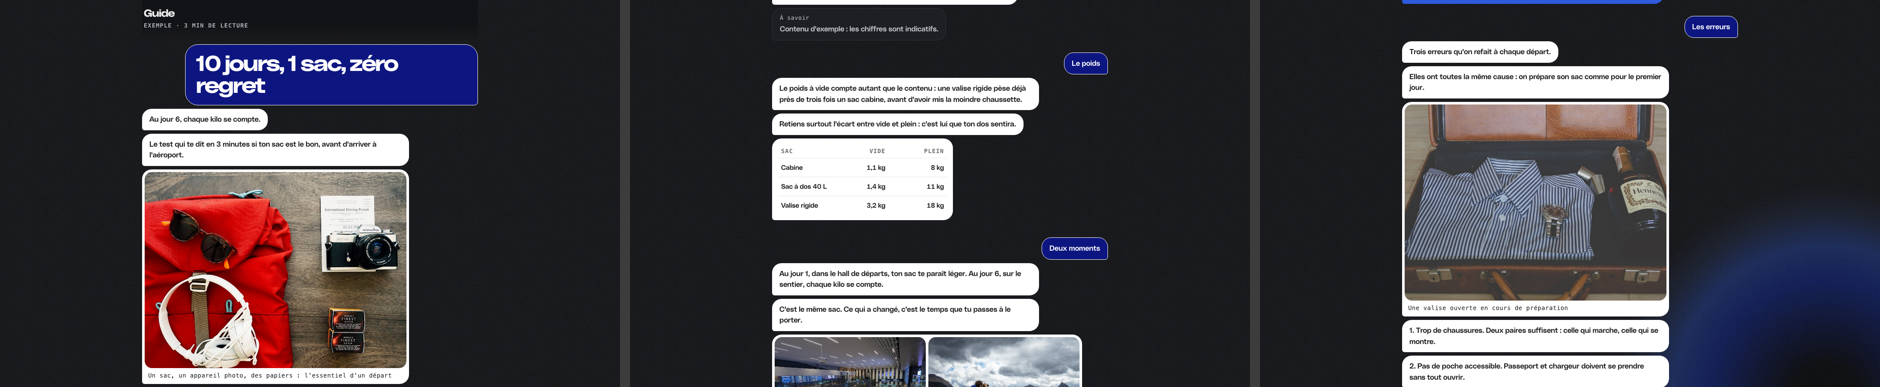 Guide
EXEMPLE · 3 MIN DE LECTURE
10 jours, 1 sac, zéro
regret
Au jour 6, chaque kilo se compte.
Le test qui te dit en 3 minutes si ton sac est le bon, avant d'arriver à
l'aéroport.
Un sac, un appareil photo, des papiers : l'essentiel d'un départ
À savoir
Contenu d'exemple : les chiffres sont indicatifs.
Le poids
Le poids à vide compte autant que le contenu : une valise rigide pèse déjà
près de trois fois un sac cabine, avant d'avoir mis la moindre chaussette.
Retiens surtout l'écart entre vide et plein : c'est lui que ton dos sentira.
SAC VIDE PLEIN
Cabine 1,1 kg 8 kg
Sac à dos 40 L 1,4 kg 11 kg
Valise rigide 3,2 kg 18 kg
Deux moments
Au jour 1, dans le hall de départs, ton sac te paraît léger. Au jour 6, sur le
sentier, chaque kilo se compte.
C'est le même sac. Ce qui a changé, c'est le temps que tu passes à le
porter.
Les erreurs
Trois erreurs qu'on refait à chaque départ.
Elles ont toutes la même cause : on prépare son sac comme pour le premier
jour.
Hennessy
Une valise ouverte en cours de préparation
1. Trop de chaussures. Deux paires suffisent : celle qui marche, celle qui se
montre.
2. Pas de poche accessible. Passeport et chargeur doivent se prendre
sans tout ouvrir.